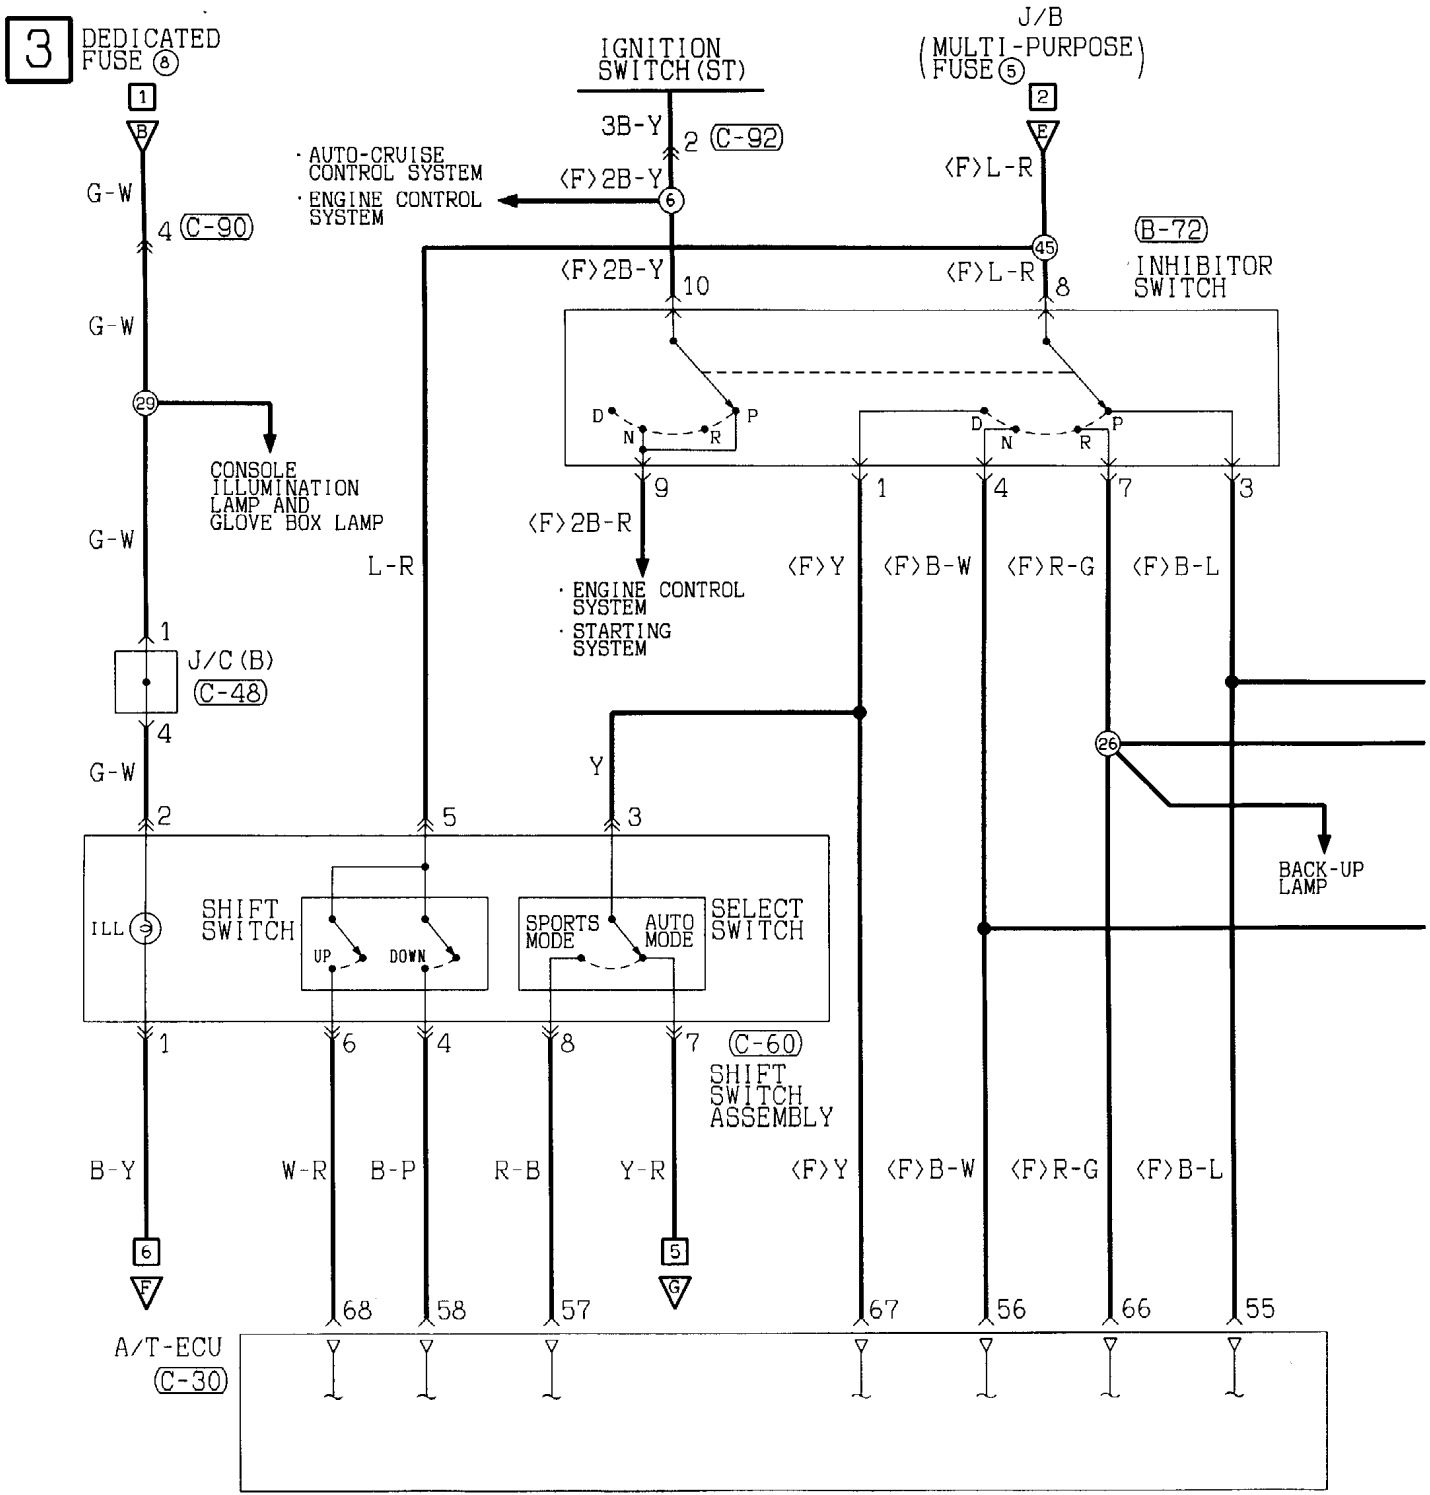 3
DEDICATED
FUSE ⑧
1
B
G-W
4 C-90
G-W
29
CONSOLE
ILLUMINATION
LAMP AND
GLOVE BOX LAMP
G-W
1
J/C(B)
C-48
4
G-W
2
IGNITION
SWITCH(ST)
3B-Y
2 C-92
· AUTO-CRUISE
CONTROL SYSTEM
· ENGINE CONTROL
SYSTEM
<F>2B-Y
6
<F>2B-Y
10
J/B
(MULTI-PURPOSE)
FUSE⑤
2
E
<F>L-R
45
<F>L-R
8
B-72
INHIBITOR
SWITCH
D
N
R
P
D
N
R
P
9
1
4
7
3
<F>2B-R
· ENGINE CONTROL
SYSTEM
· STARTING
SYSTEM
L-R
<F>Y
<F>B-W
<F>R-G
<F>B-L
Y
26
BACK-UP
LAMP
5
3
ILL
SHIFT
SWITCH
UP
DOWN
SPORTS
MODE
AUTO
MODE
SELECT
SWITCH
1
6
4
8
7
C-60
SHIFT
SWITCH
ASSEMBLY
B-Y
W-R
B-P
R-B
Y-R
<F>Y
<F>B-W
<F>R-G
<F>B-L
6
F
5
G
68
58
57
67
56
66
55
A/T-ECU
C-30